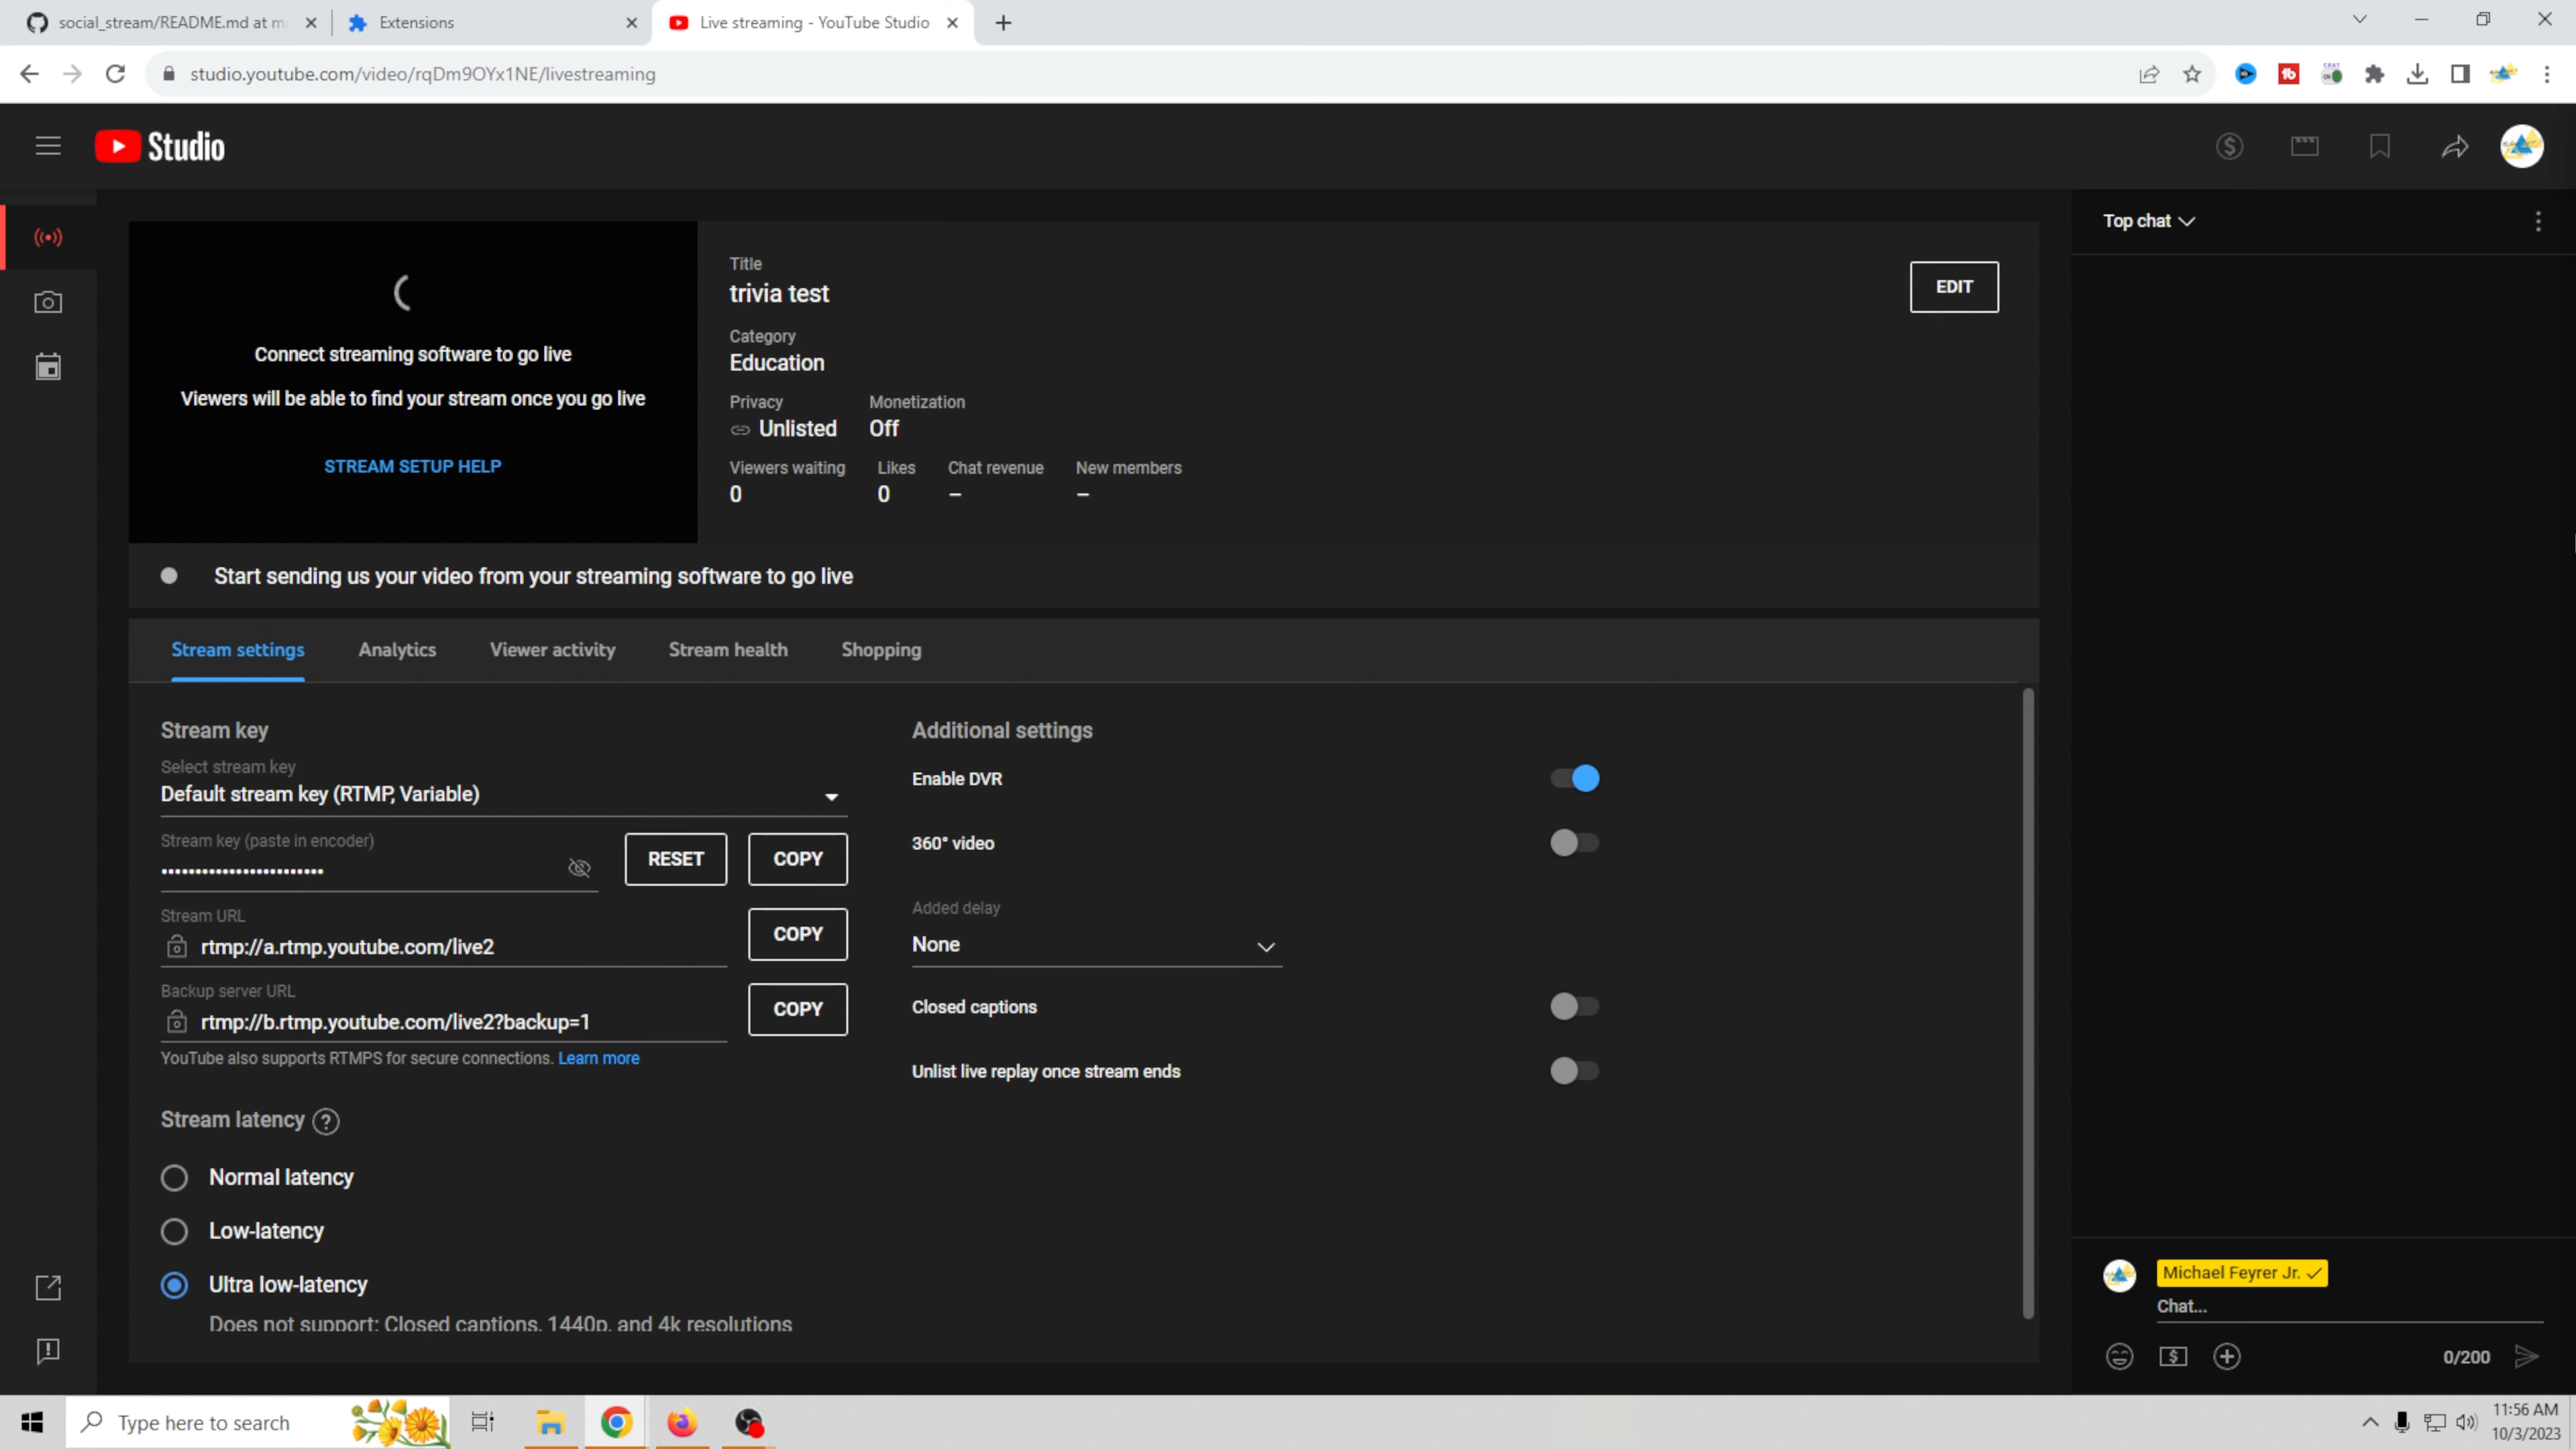 social_stream/README.md at m
Extensions
Live streaming - YouTube Studio
studio.youtube.com/video/rqDm9OYx1NE/livestreaming
Studio
Connect streaming software to go live
Viewers will be able to find your stream once you go live
STREAM SETUP HELP
Title
trivia test
EDIT
Category
Education
Privacy Monetization
Unlisted Off
Viewers waiting Likes Chat revenue New members
0 0 – –
Top chat
Start sending us your video from your streaming software to go live
Stream settings Analytics Viewer activity Stream health Shopping
Stream key
Select stream key
Default stream key (RTMP, Variable)
Stream key (paste in encoder)
••••••••••••••••••••••••
RESET COPY
Stream URL
rtmp://a.rtmp.youtube.com/live2
COPY
Backup server URL
rtmp://b.rtmp.youtube.com/live2?backup=1
COPY
YouTube also supports RTMPS for secure connections. Learn more
Stream latency ?
Normal latency
Low-latency
Ultra low-latency
Does not support: Closed captions, 1440p, and 4k resolutions
Additional settings
Enable DVR
360° video
Added delay
None
Closed captions
Unlist live replay once stream ends
Michael Feyrer Jr.
Chat...
0/200
Type here to search
11:56 AM
10/3/2023